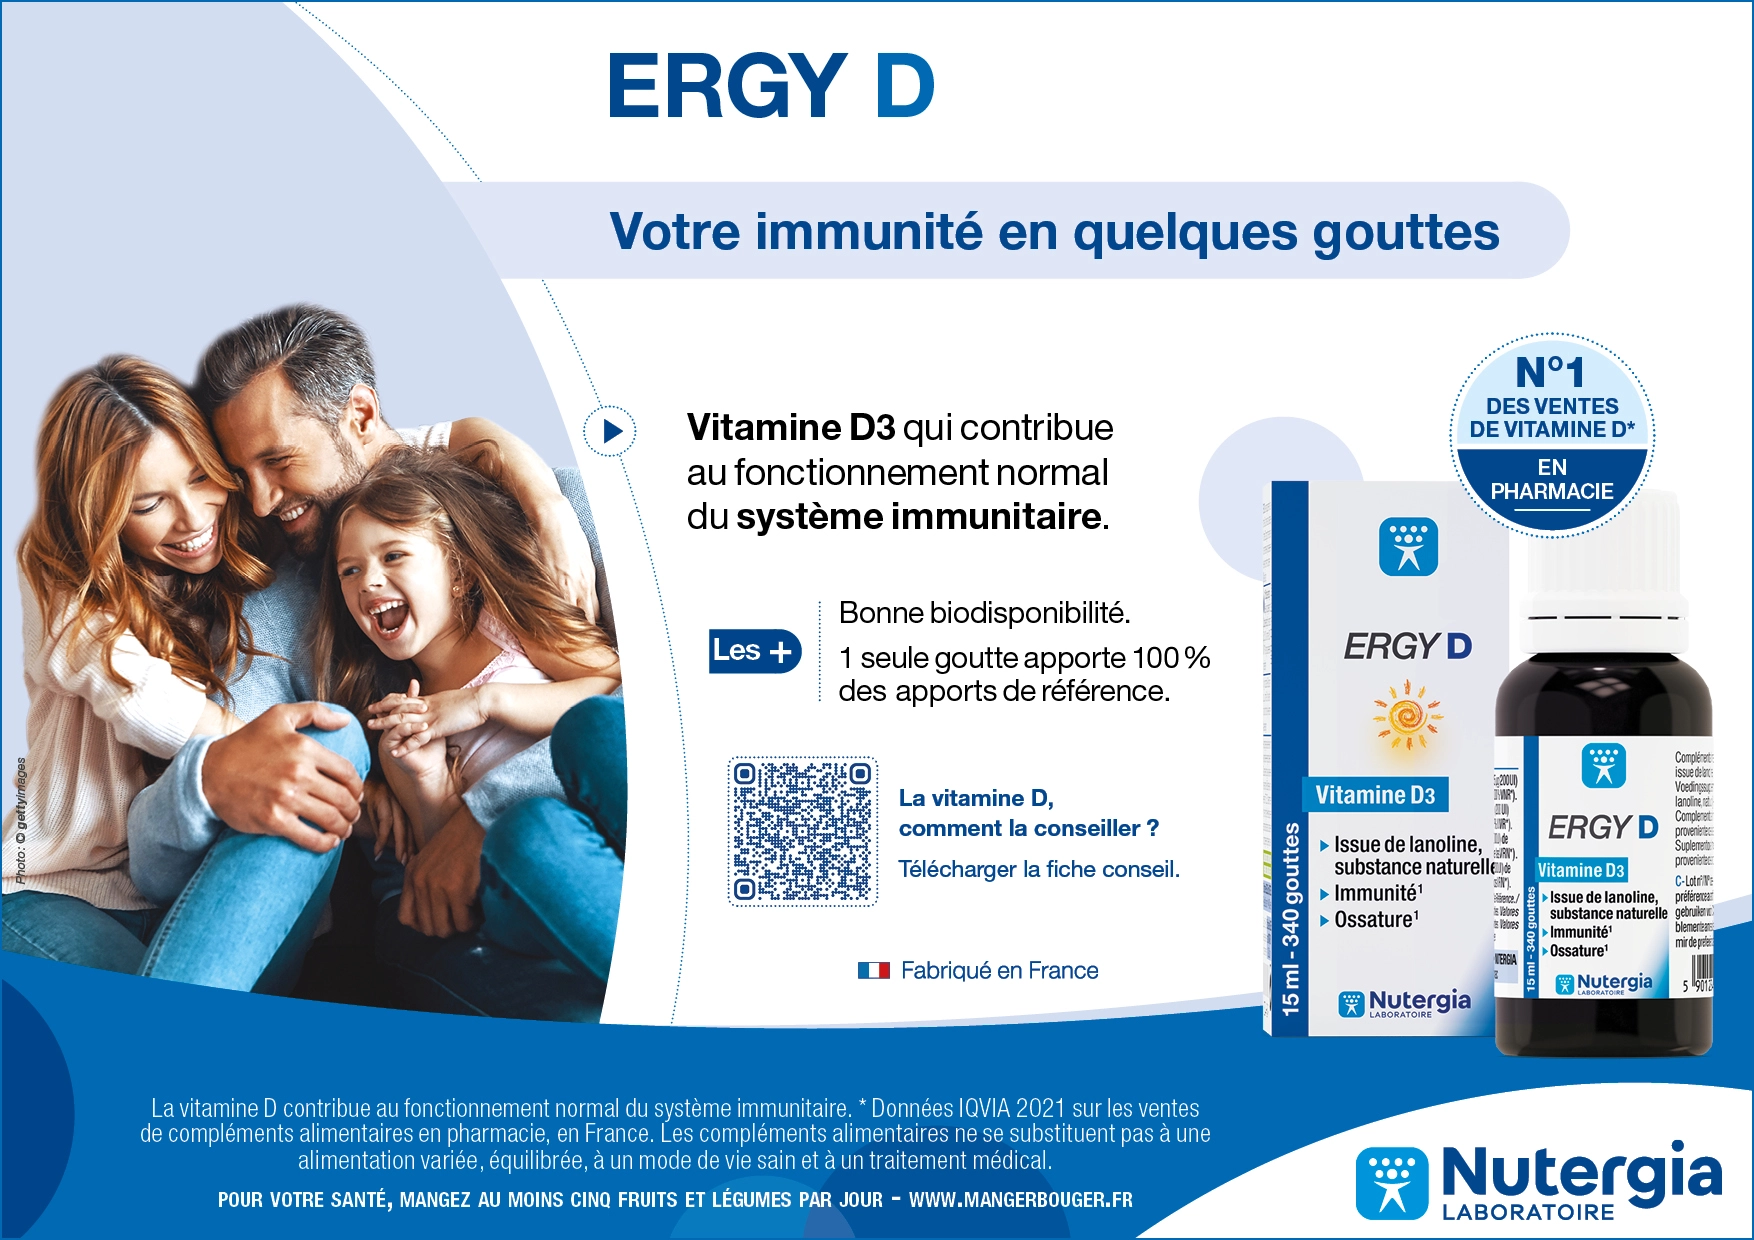 ERGY D
Votre immunité en quelques gouttes
N°1
DES VENTES
DE VITAMINE D*
EN
PHARMACIE
Vitamine D3 qui contribue
au fonctionnement normal
du système immunitaire.
Les +
Bonne biodisponibilité.
1 seule goutte apporte 100 %
des apports de référence.
La vitamine D,
comment la conseiller ?
Télécharger la fiche conseil.
Fabriqué en France
Photo: © gettyimages
ERGY D
Vitamine D3
Issue de lanoline,
substance naturelle
Immunité¹
Ossature¹
15 ml - 340 gouttes
Nutergia
LABORATOIRE
ERGY D
Vitamine D3
Issue de lanoline,
substance naturelle
Immunité¹
Ossature¹
15 ml - 340 gouttes
Nutergia
LABORATOIRE
La vitamine D contribue au fonctionnement normal du système immunitaire. * Données IQVIA 2021 sur les ventes
de compléments alimentaires en pharmacie, en France. Les compléments alimentaires ne se substituent pas à une
alimentation variée, équilibrée, à un mode de vie sain et à un traitement médical.
POUR VOTRE SANTÉ, MANGEZ AU MOINS CINQ FRUITS ET LÉGUMES PAR JOUR - WWW.MANGERBOUGER.FR
Nutergia
LABORATOIRE